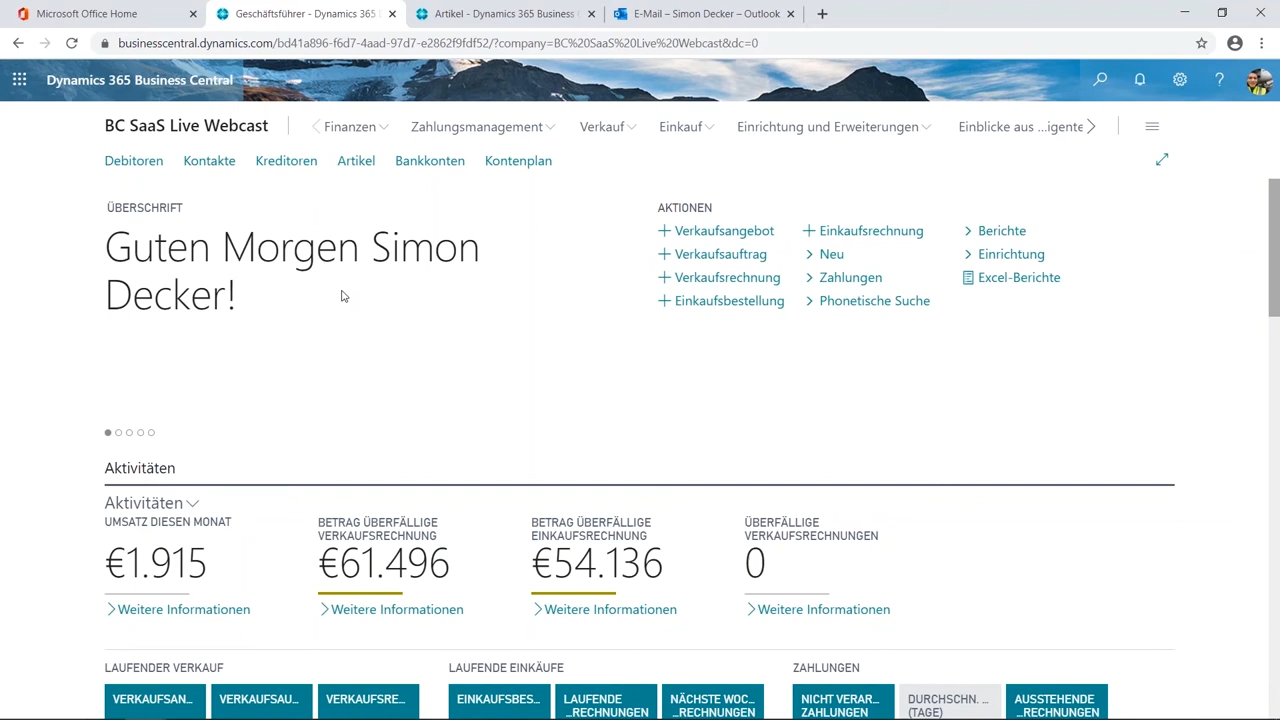 Microsoft Office Home
Geschäftsführer - Dynamics 365
Artikel - Dynamics 365 Business
E-Mail – Simon Decker – Outlook
businesscentral.dynamics.com/bd41a896-f6d7-4aad-97d7-e2862f9fdf52/?company=BC%20SaaS%20Live%20Webcast&dc=0
Dynamics 365 Business Central
BC SaaS Live Webcast
Finanzen
Zahlungsmanagement
Verkauf
Einkauf
Einrichtung und Erweiterungen
Einblicke aus ...igente
Debitoren
Kontakte
Kreditoren
Artikel
Bankkonten
Kontenplan
ÜBERSCHRIFT
Guten Morgen Simon
Decker!
AKTIONEN
+ Verkaufsangebot
+ Verkaufsauftrag
+ Verkaufsrechnung
+ Einkaufsbestellung
+ Einkaufsrechnung
> Neu
> Zahlungen
> Phonetische Suche
> Berichte
> Einrichtung
Excel-Berichte
Aktivitäten
Aktivitäten
UMSATZ DIESEN MONAT
€1.915
> Weitere Informationen
BETRAG ÜBERFÄLLIGE
VERKAUFSRECHNUNG
€61.496
> Weitere Informationen
BETRAG ÜBERFÄLLIGE
EINKAUFSRECHNUNG
€54.136
> Weitere Informationen
ÜBERFÄLLIGE
VERKAUFSRECHNUNGEN
0
> Weitere Informationen
LAUFENDER VERKAUF
VERKAUFSAN...
VERKAUFSAU...
VERKAUFSRE...
LAUFENDE EINKÄUFE
EINKAUFSBES...
LAUFENDE
...RECHNUNGEN
NÄCHSTE WOC...
...RECHNUNGEN
ZAHLUNGEN
NICHT VERAR...
ZAHLUNGEN
DURCHSCHN. ...
(TAGE)
AUSSTEHENDE
...RECHNUNGEN